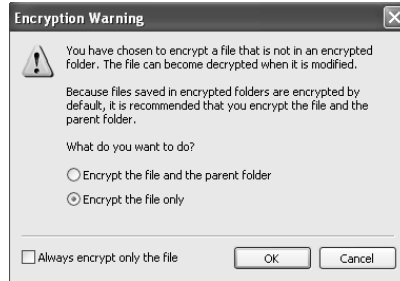 Encryption Warning
You have chosen to encrypt a file that is not in an encrypted
folder. The file can become decrypted when it is modified.
Because files saved in encrypted folders are encrypted by
default, it is recommended that you encrypt the file and the
parent folder.
What do you want to do?
Encrypt the file and the parent folder
Encrypt the file only
Always encrypt only the file
OK
Cancel